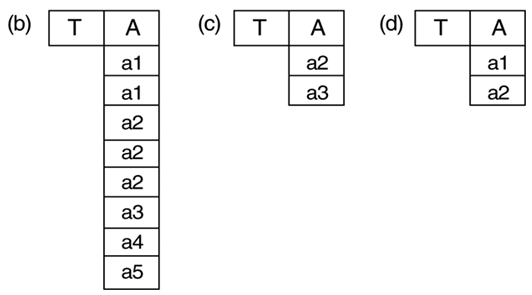 (b) T A (c) T A (d) T A
a1 a2 a1
a1 a3 a2
a2
a2
a2
a3
a4
a5